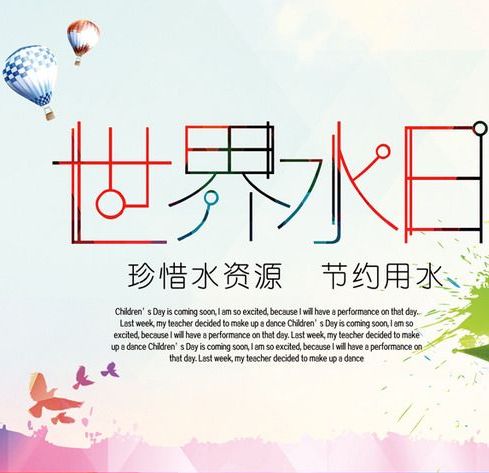 世界水日
珍惜水资源 节约用水
Children's Day is coming soon, I am so excited, because I will have a performance on that day.
Last week, my teacher decided to make up a dance Children's Day is coming soon, I am so
excited, because I will have a performance on that day. Last week, my teacher decided to make
up a dance Children's Day is coming soon, I am so excited, because I will have a performance on
that day. Last week, my teacher decided to make up a dance